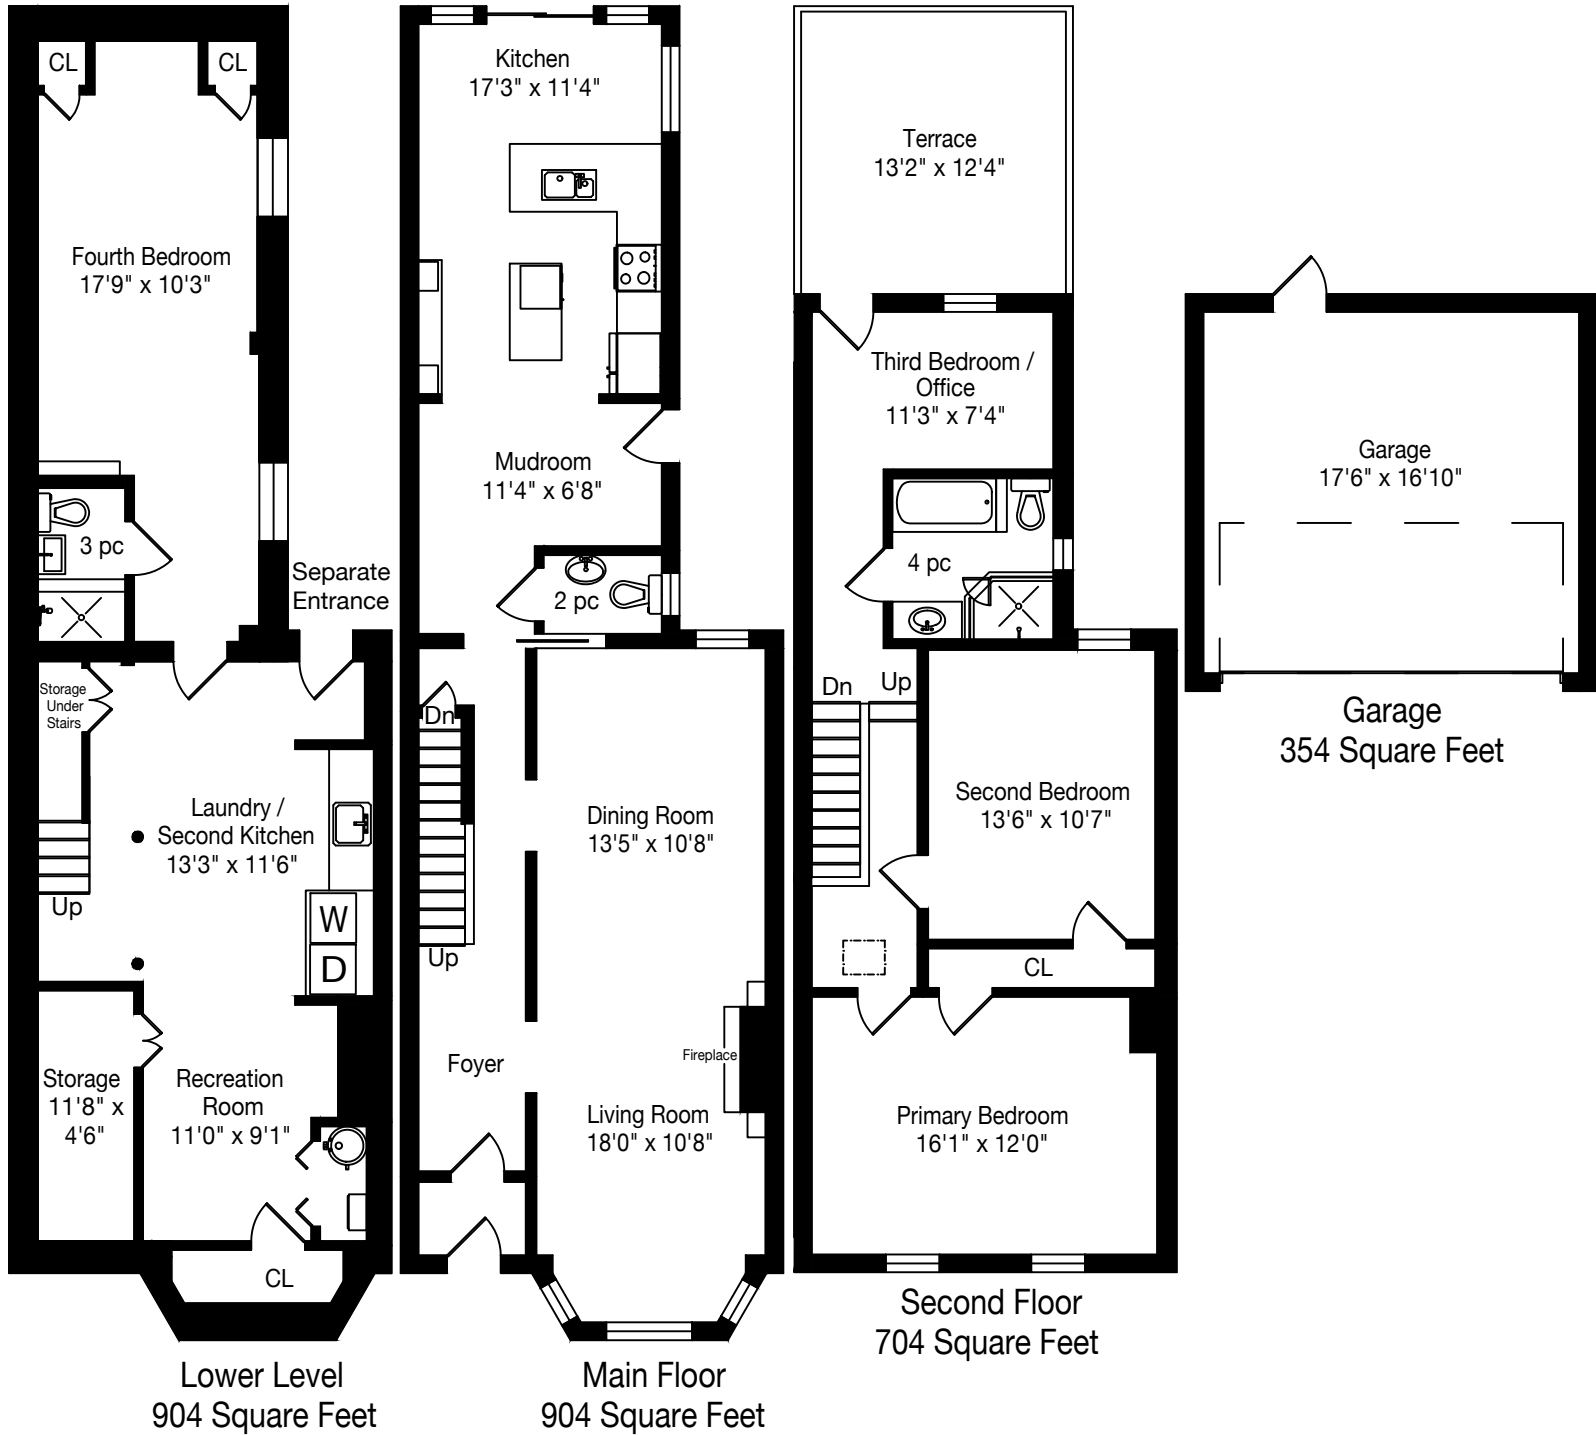 CL
CL
Fourth Bedroom
17'9" x 10'3"
3 pc
Separate
Entrance
Storage
Under
Stairs
Laundry /
Second Kitchen
13'3" x 11'6"
Up
W
D
Storage
11'8" x
4'6"
Recreation
Room
11'0" x 9'1"
CL
Lower Level
904 Square Feet
Kitchen
17'3" x 11'4"
Mudroom
11'4" x 6'8"
2 pc
Dn
Up
Dining Room
13'5" x 10'8"
Foyer
Fireplace
Living Room
18'0" x 10'8"
Main Floor
904 Square Feet
Terrace
13'2" x 12'4"
Third Bedroom /
Office
11'3" x 7'4"
4 pc
Dn
Up
Second Bedroom
13'6" x 10'7"
CL
Primary Bedroom
16'1" x 12'0"
Second Floor
704 Square Feet
Garage
17'6" x 16'10"
Garage
354 Square Feet